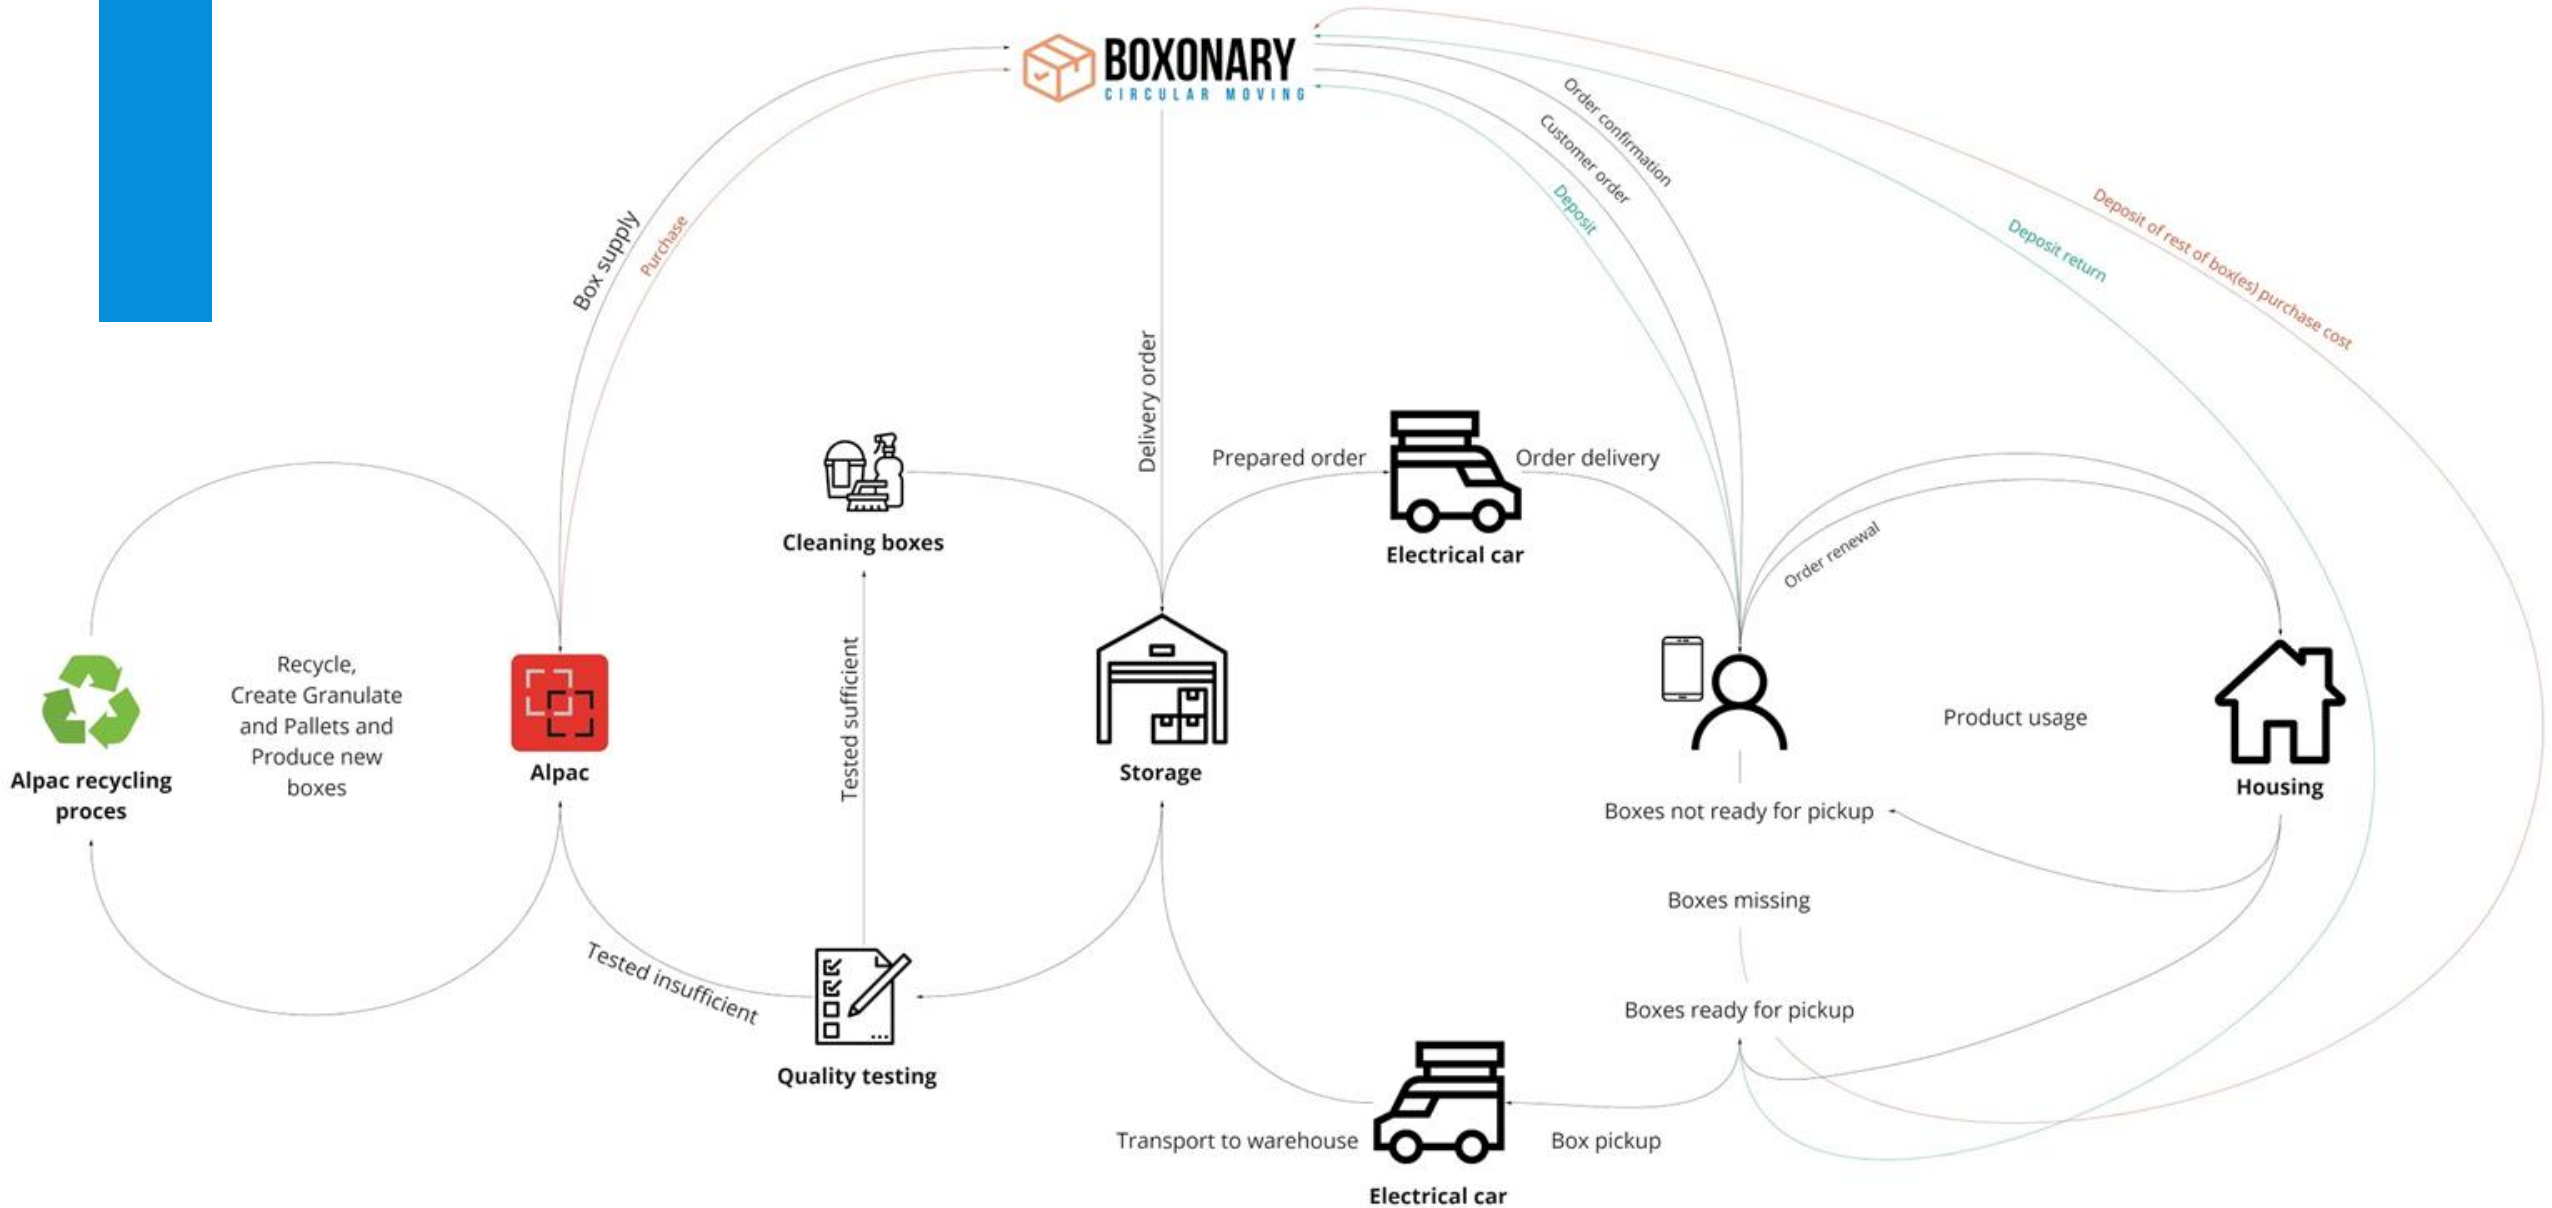 BOXONARY
CIRCULAR MOVING
Order confirmation
Customer order
Deposit
Deposit return
Deposit of rest of box(es) purchase cost
Box supply
Purchase
Delivery order
Prepared order
Order delivery
Electrical car
Cleaning boxes
Order renewal
Tested sufficient
Recycle,
Create Granulate
and Pallets and
Produce new
boxes
Alpac recycling
proces
Alpac
Storage
Product usage
Housing
Boxes not ready for pickup
Boxes missing
Boxes ready for pickup
Tested insufficient
Quality testing
Transport to warehouse
Box pickup
Electrical car